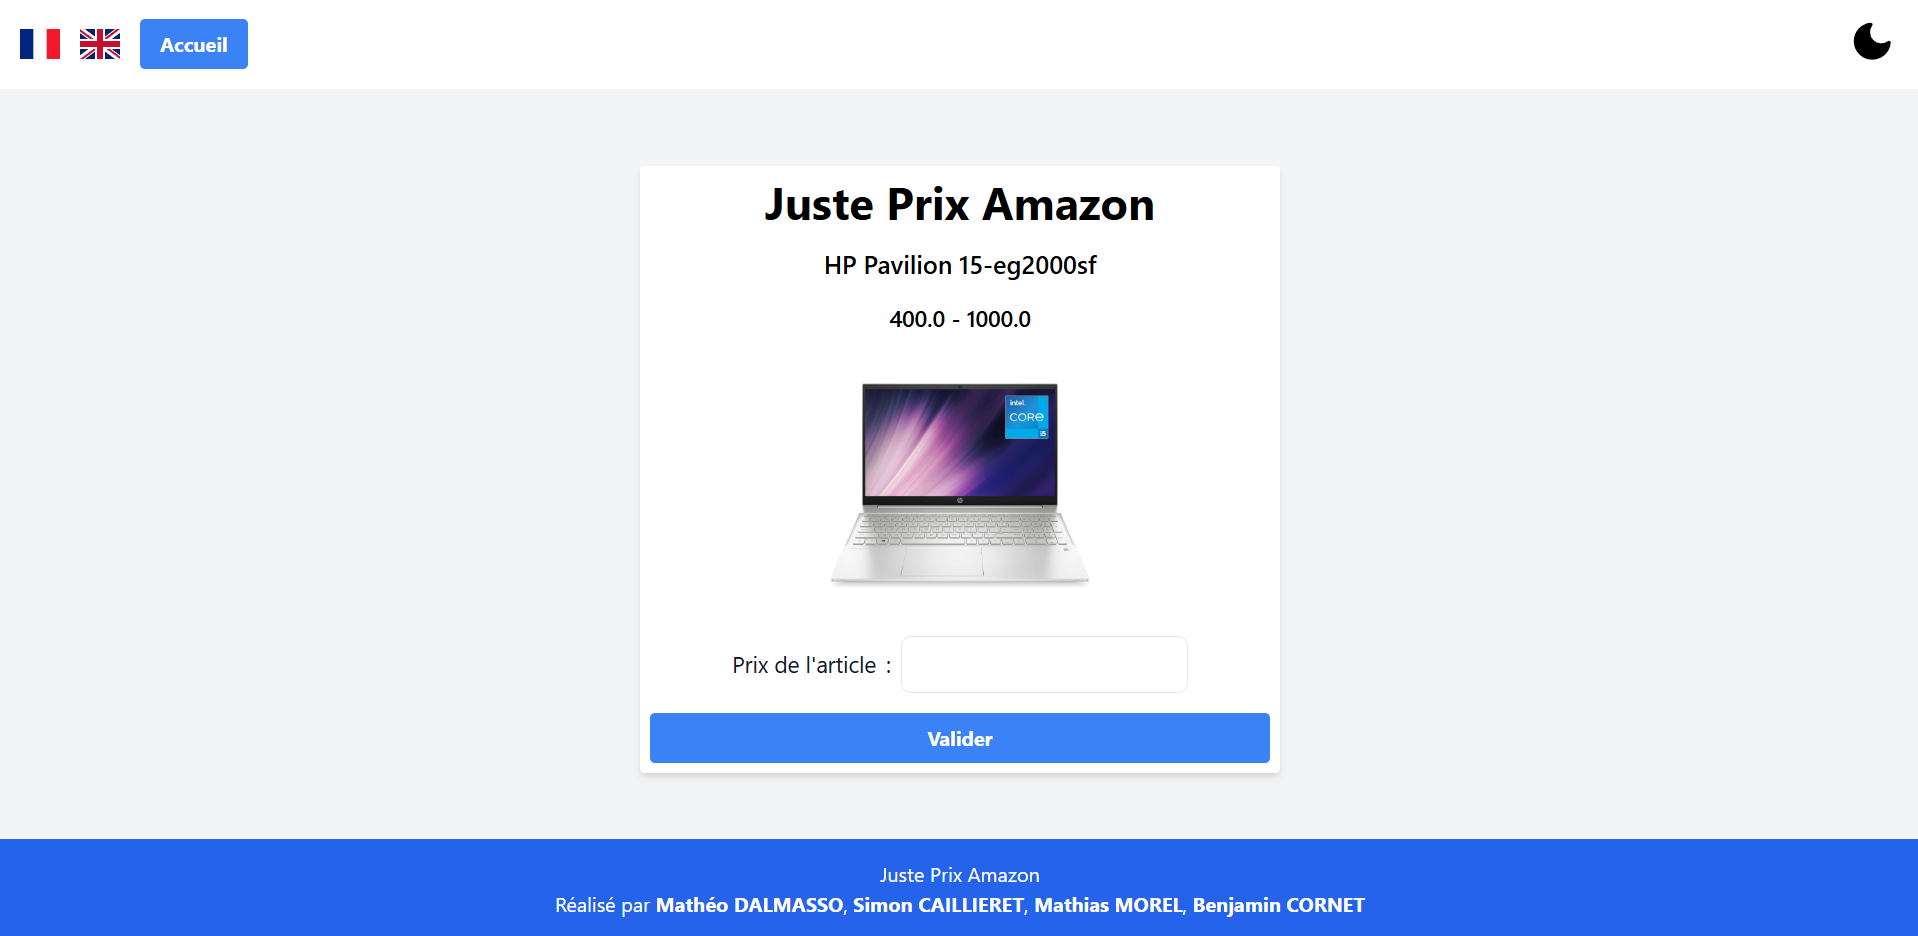 Accueil
Juste Prix Amazon
HP Pavilion 15-eg2000sf
400.0 - 1000.0
intel
CORE
i5
Prix de l'article :
Valider
Juste Prix Amazon
Réalisé par Mathéo DALMASSO, Simon CAILLIERET, Mathias MOREL, Benjamin CORNET